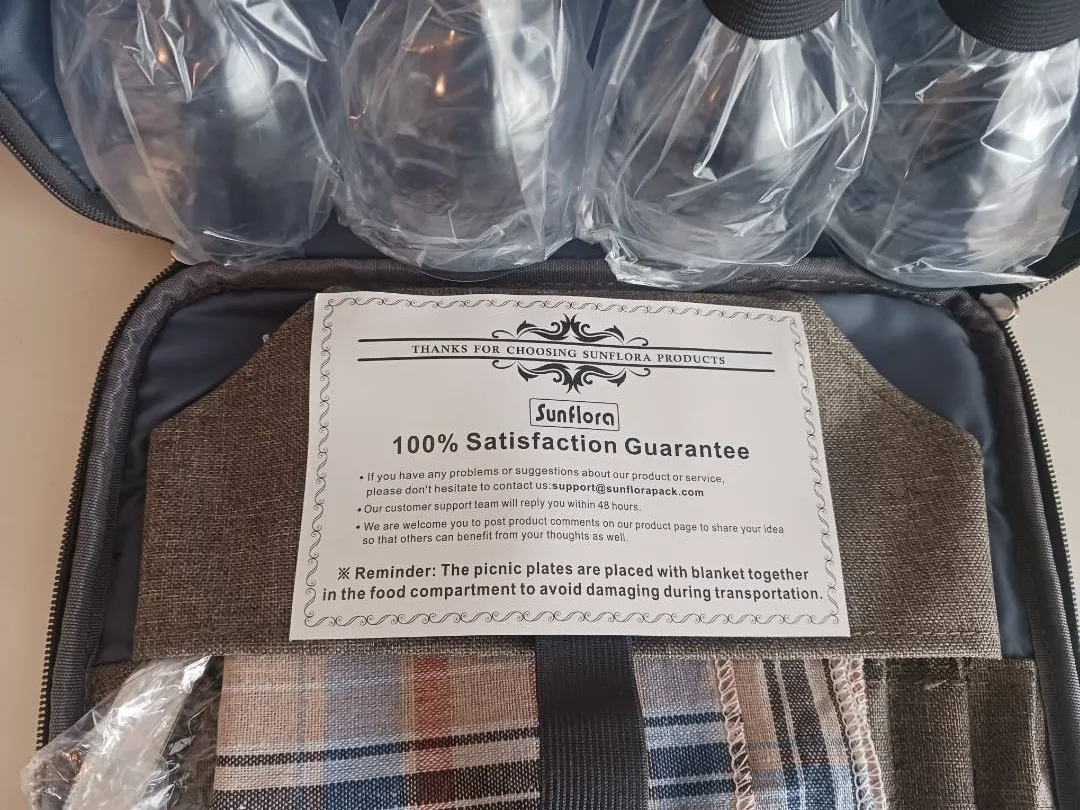 THANKS FOR CHOOSING SUNFLORA PRODUCTS
Sunflora
100% Satisfaction Guarantee
• If you have any problems or suggestions about our product or service,
please don't hesitate to contact us:support@sunflorapack.com
• Our customer support team will reply you within 48 hours.
• We are welcome you to post product comments on our product page to share your idea
so that others can benefit from your thoughts as well.
※ Reminder: The picnic plates are placed with blanket together
in the food compartment to avoid damaging during transportation.